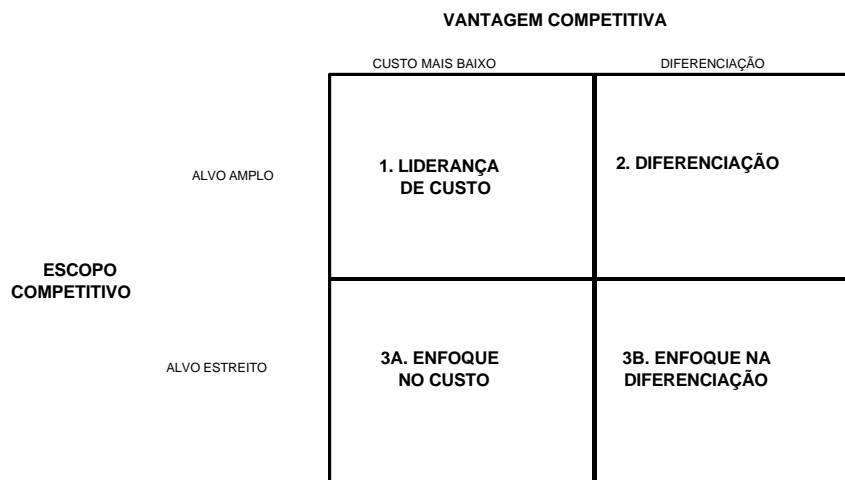 VANTAGEM COMPETITIVA
CUSTO MAIS BAIXO
DIFERENCIAÇÃO
ALVO AMPLO
1. LIDERANÇA
DE CUSTO
2. DIFERENCIAÇÃO
ESCOPO
COMPETITIVO
ALVO ESTREITO
3A. ENFOQUE
NO CUSTO
3B. ENFOQUE NA
DIFERENCIAÇÃO